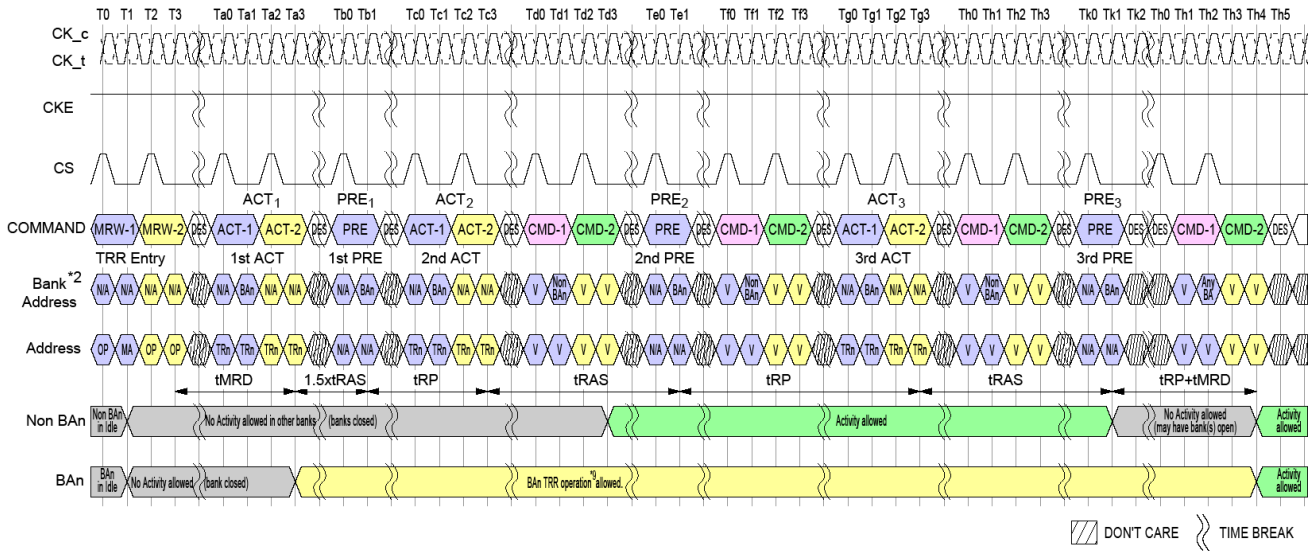 T0 T1 T2 T3 Ta0 Ta1 Ta2 Ta3 Tb0 Tb1 Tc0 Tc1 Tc2 Tc3 Td0 Td1 Td2 Td3 Te0 Te1 Tf0 Tf1 Tf2 Tf3 Tg0 Tg1 Tg2 Tg3 Th0 Th1 Th2 Th3 Tk0 Tk1 Tk2 Th0 Th1 Th2 Th3 Th4 Th5
CK_c
CK_t
CKE
CS
ACT1 PRE1 ACT2 PRE2 ACT3 PRE3
COMMAND MRW-1 MRW-2 DES ACT-1 ACT-2 DES PRE DES ACT-1 ACT-2 DES CMD-1 CMD-2 DES PRE DES CMD-1 CMD-2 DES ACT-1 ACT-2 DES CMD-1 CMD-2 DES PRE DES DES CMD-1 CMD-2 DES
TRR Entry 1st ACT 1st PRE 2nd ACT 2nd PRE 3rd ACT 3rd PRE
Bank*2 Address N/A N/A N/A N/A N/A BAn N/A N/A N/A BAn N/A BAn N/A N/A V Non BAn V V N/A BAn V Non BAn V V N/A BAn N/A N/A V Non BAn V V N/A BAn V Any BA V V
Address OP MA OP OP TRn TRn TRn TRn N/A N/A TRn TRn TRn TRn V V V V N/A N/A V V V V TRn TRn TRn TRn V V V V N/A N/A V V V V
tMRD 1.5xtRAS tRP tRAS tRP tRAS tRP+tMRD
Non BAn Non BAn in Idle No Activity allowed in other banks (banks closed) Activity allowed No Activity allowed (may have bank(s) open) Activity allowed
BAn BAn in Idle No Activity allowed (bank closed) BAn TRR operation*9 allowed. Activity allowed
DON'T CARE TIME BREAK